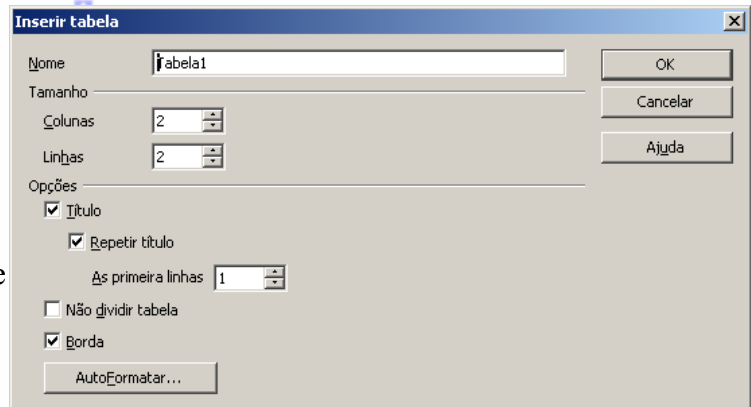 Inserir tabela
Nome Tabela1 OK
Tamanho Cancelar
Colunas 2
Linhas 2 Ajuda
Opções
Título
Repetir título
e As primeira linhas 1
Não dividir tabela
Borda
AutoFormatar...